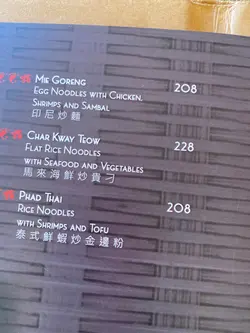 Mie Goreng 208
Egg Noodles with Chicken,
Shrimps and Sambal
印尼炒麵
Char Kway Teow 228
Flat Rice Noodles
with Seafood and Vegetables
馬來海鮮炒貴刁
Phad Thai
Rice Noodles 208
with Shrimps and Tofu
泰式鮮蝦炒金邊粉